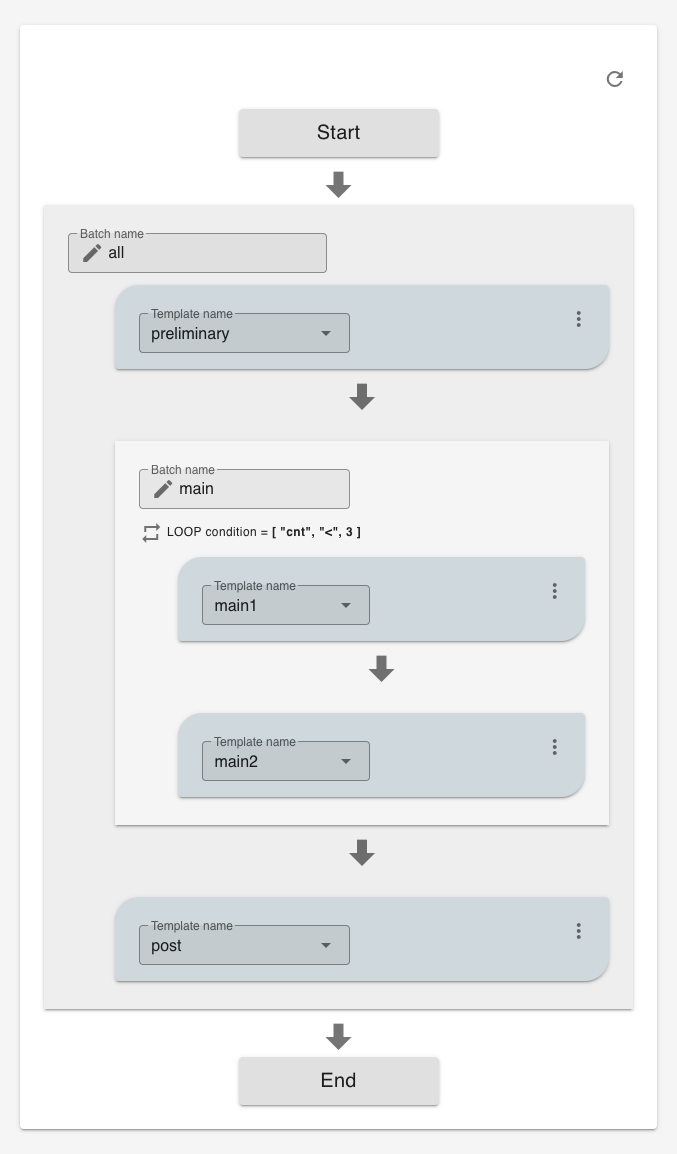 Start
Batch name
all
Template name
preliminary
Batch name
main
LOOP condition = [ "cnt", "<", 3 ]
Template name
main1
Template name
main2
Template name
post
End